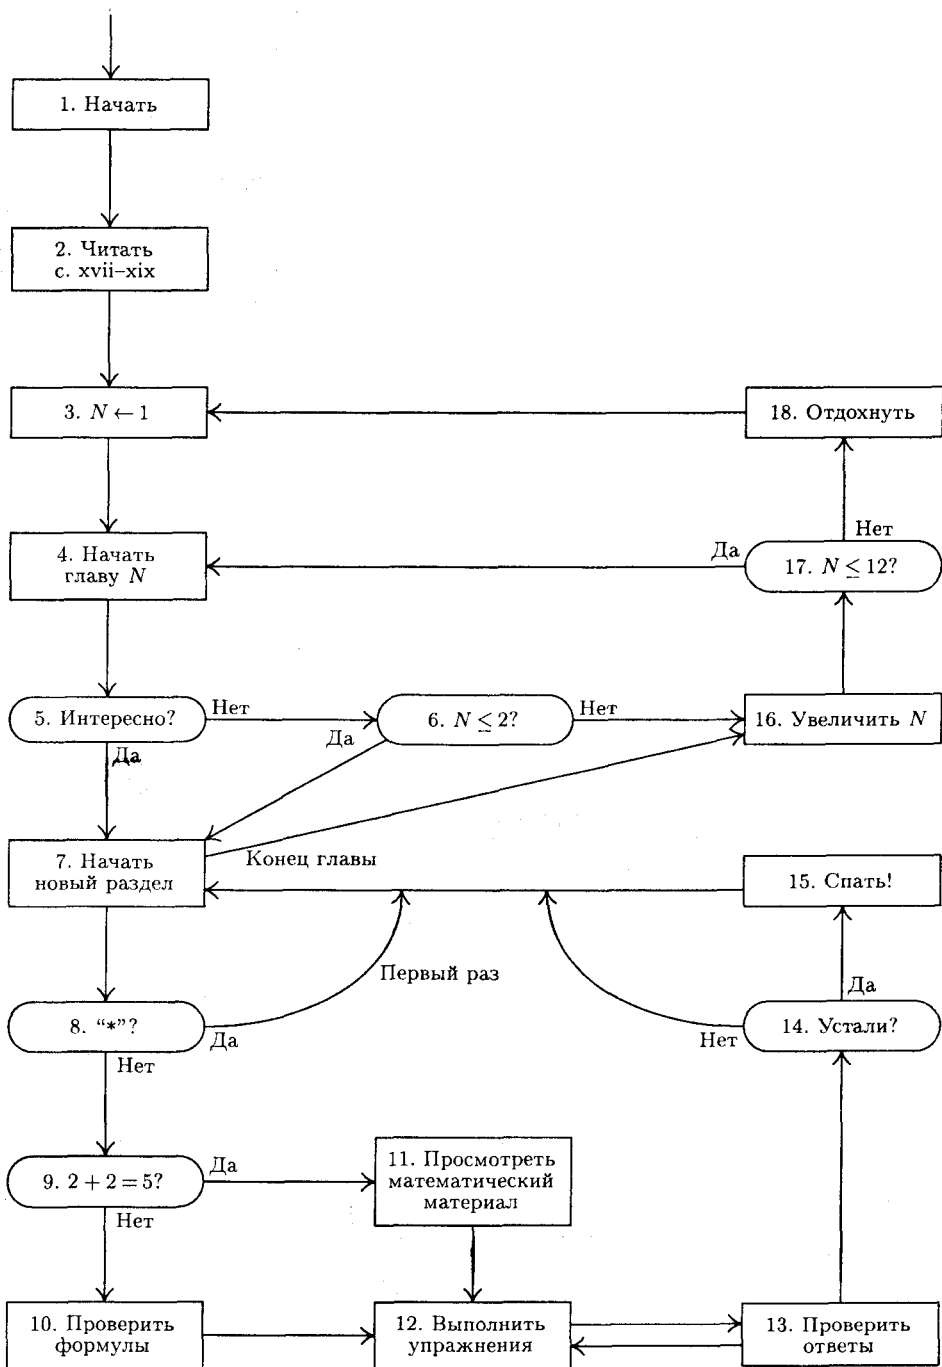 1. Начать
2. Читать
с. xvii–xix
3. N ← 1
18. Отдохнуть
Нет
4. Начать
главу N
Да
17. N ≤ 12?
5. Интересно?
Нет
6. N ≤ 2?
Нет
16. Увеличить N
Да
Да
7. Начать
новый раздел
Конец главы
15. Спать!
Первый раз
Да
8. “*”?
Да
Нет
14. Устали?
Нет
9. 2 + 2 = 5?
Да
11. Просмотреть
математический
материал
Нет
10. Проверить
формулы
12. Выполнить
упражнения
13. Проверить
ответы